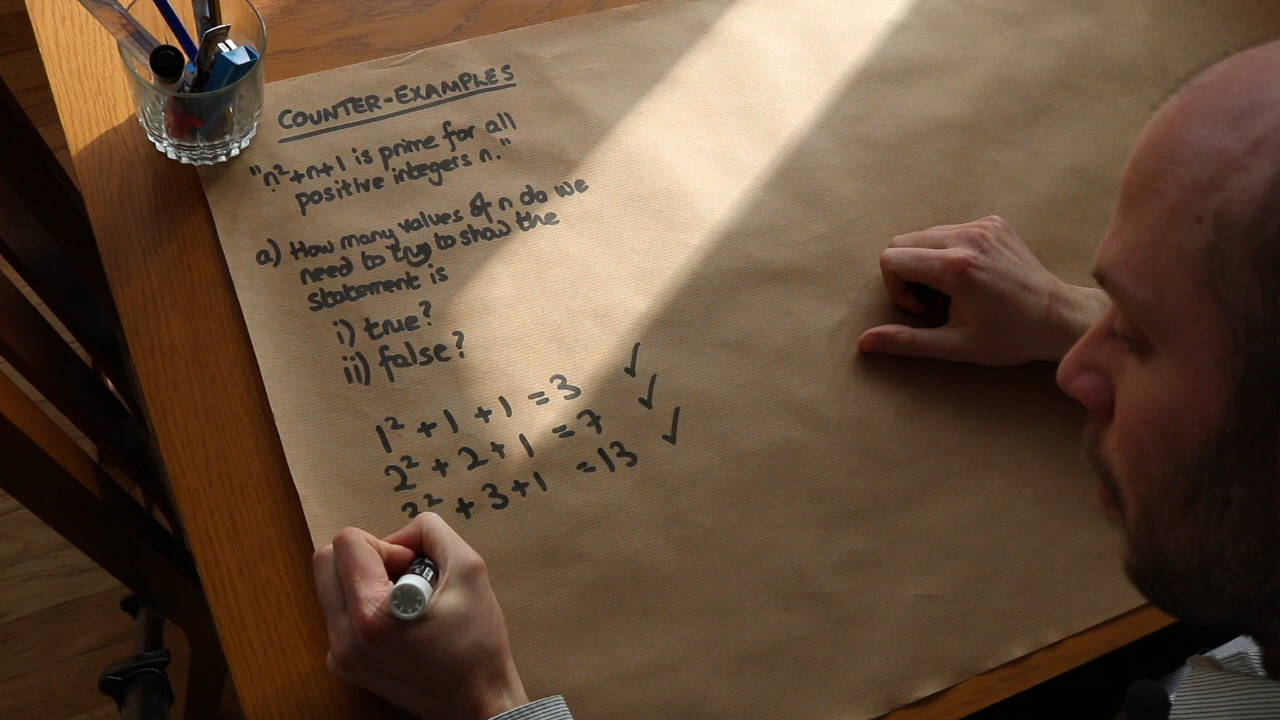 COUNTER-EXAMPLES
"n²+n+1 is prime for all
positive integers n."
a) How many values of n do we
need to try to show the
statement is
i) true?
ii) false?
1² + 1 + 1 = 3 ✓
2² + 2 + 1 = 7 ✓
3² + 3 + 1 = 13 ✓